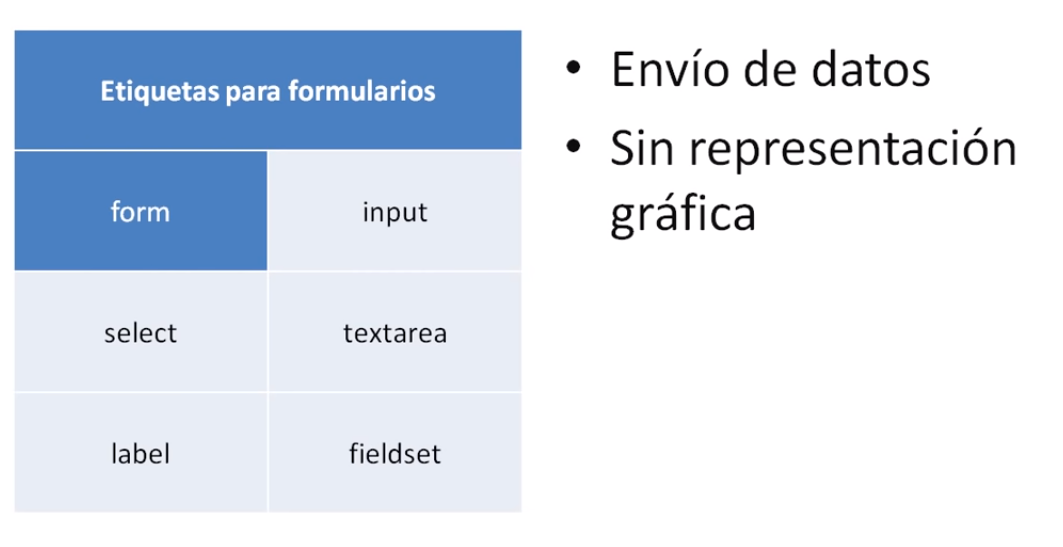 Etiquetas para formularios
form
input
select
textarea
label
fieldset
• Envío de datos
• Sin representación
gráfica